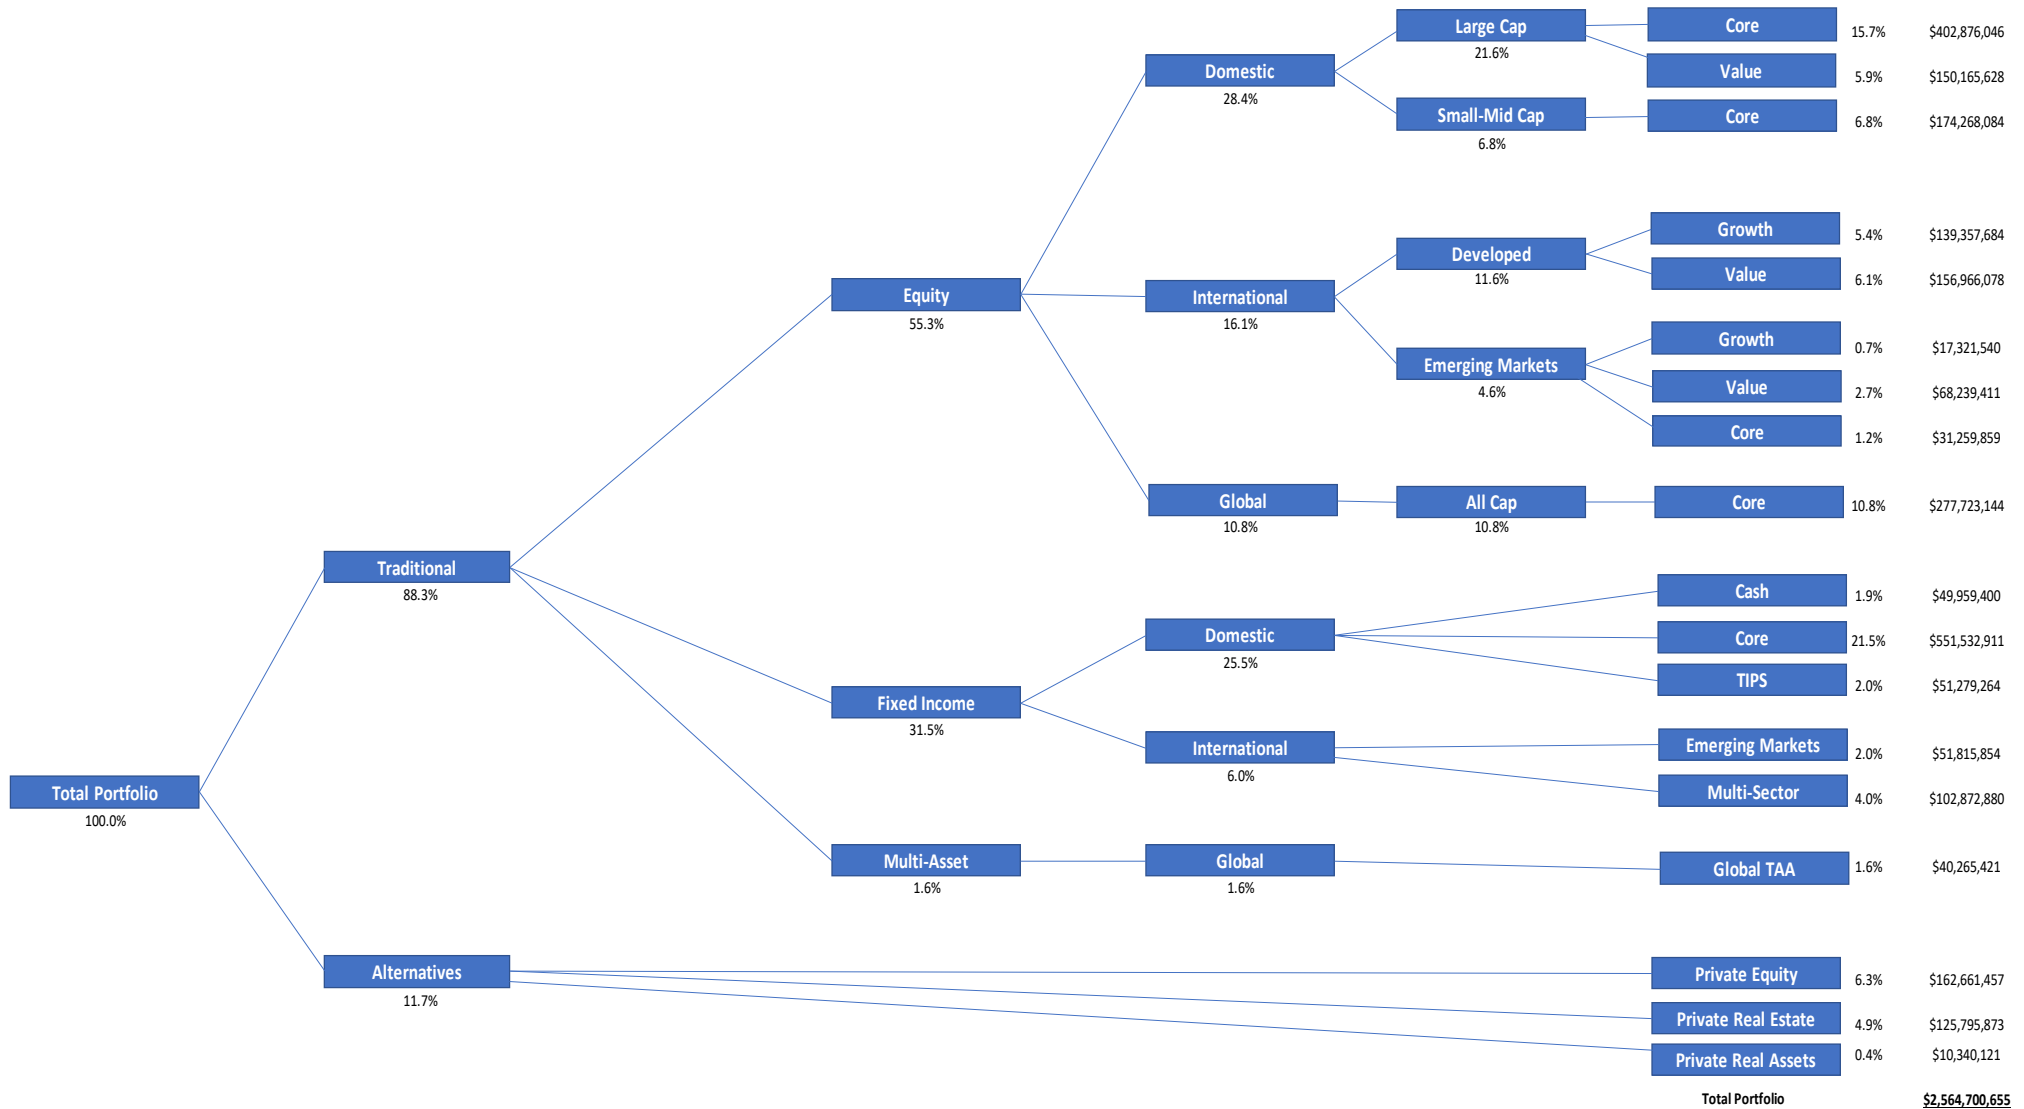 Large Cap
21.6%
Core
15.7% $402,876,046
Domestic
28.4%
Value
5.9% $150,165,628
Small-Mid Cap
6.8%
Core
6.8% $174,268,084
Growth
5.4% $139,357,684
Developed
11.6%
Value
6.1% $156,966,078
Equity
55.3%
International
16.1%
Growth
0.7% $17,321,540
Emerging Markets
4.6%
Value
2.7% $68,239,411
Core
1.2% $31,259,859
Global
10.8%
All Cap
10.8%
Core
10.8% $277,723,144
Traditional
88.3%
Cash
1.9% $49,959,400
Domestic
25.5%
Core
21.5% $551,532,911
TIPS
2.0% $51,279,264
Fixed Income
31.5%
International
6.0%
Emerging Markets
2.0% $51,815,854
Multi-Sector
4.0% $102,872,880
Total Portfolio
100.0%
Multi-Asset
1.6%
Global
1.6%
Global TAA
1.6% $40,265,421
Alternatives
11.7%
Private Equity
6.3% $162,661,457
Private Real Estate
4.9% $125,795,873
Private Real Assets
0.4% $10,340,121
Total Portfolio $2,564,700,655